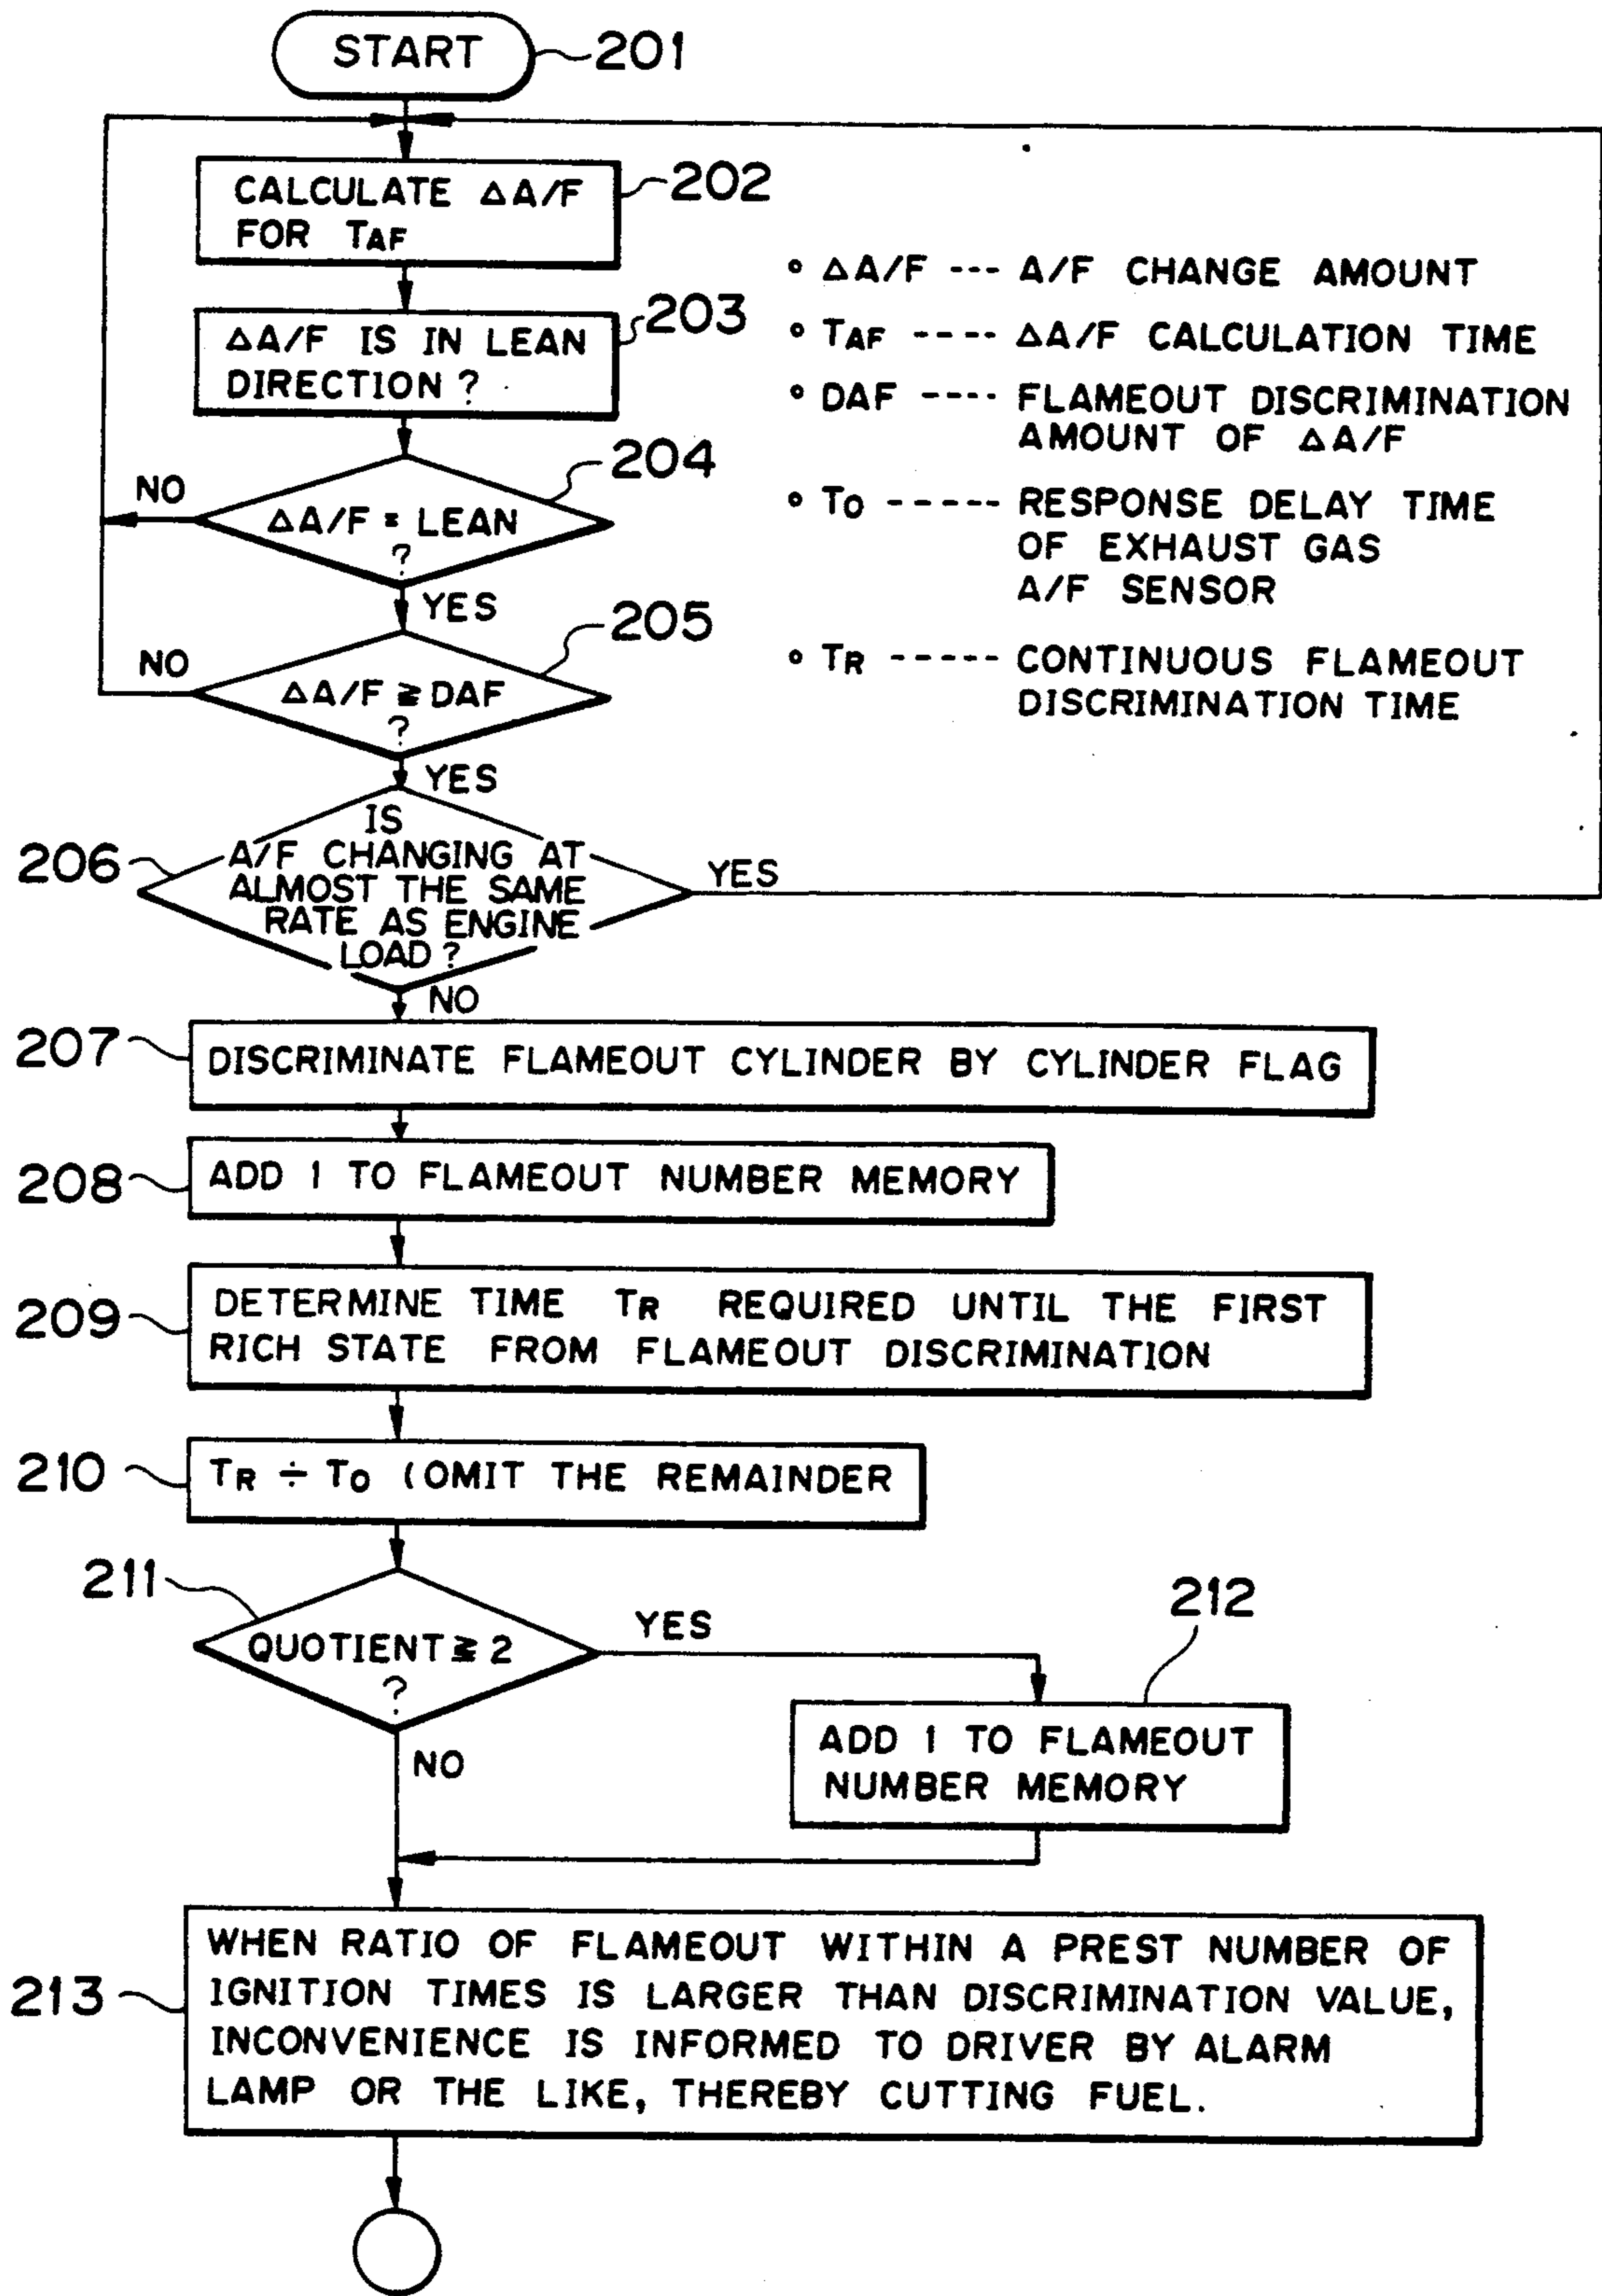 START
201
CALCULATE ΔA/F
FOR TAF
202
ΔA/F IS IN LEAN
DIRECTION ?
203
ΔA/F = LEAN
?
204
NO
YES
ΔA/F ≧ DAF
?
205
NO
YES
° ΔA/F --- A/F CHANGE AMOUNT
° TAF ---- ΔA/F CALCULATION TIME
° DAF ---- FLAMEOUT DISCRIMINATION
AMOUNT OF ΔA/F
° TO ----- RESPONSE DELAY TIME
OF EXHAUST GAS
A/F SENSOR
° TR ----- CONTINUOUS FLAMEOUT
DISCRIMINATION TIME
206
IS
A/F CHANGING AT
ALMOST THE SAME
RATE AS ENGINE
LOAD ?
YES
NO
207
DISCRIMINATE FLAMEOUT CYLINDER BY CYLINDER FLAG
208
ADD 1 TO FLAMEOUT NUMBER MEMORY
209
DETERMINE TIME TR REQUIRED UNTIL THE FIRST
RICH STATE FROM FLAMEOUT DISCRIMINATION
210
TR ÷ TO (OMIT THE REMAINDER
211
QUOTIENT ≧ 2
?
YES
NO
212
ADD 1 TO FLAMEOUT
NUMBER MEMORY
213
WHEN RATIO OF FLAMEOUT WITHIN A PREST NUMBER OF
IGNITION TIMES IS LARGER THAN DISCRIMINATION VALUE,
INCONVENIENCE IS INFORMED TO DRIVER BY ALARM
LAMP OR THE LIKE, THEREBY CUTTING FUEL.